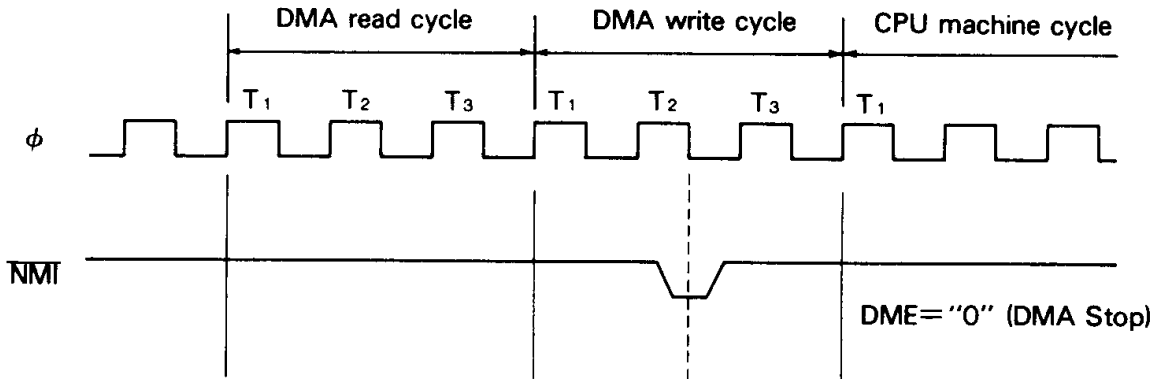 DMA read cycle DMA write cycle CPU machine cycle
T1 T2 T3 T1 T2 T3 T1
φ
NMI
DME="0" (DMA Stop)